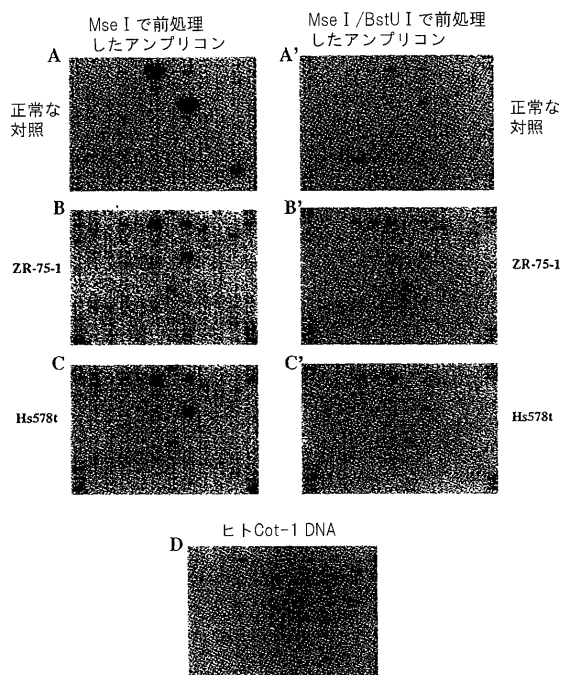 Mse I で前処理
したアンプリコン
Mse I /BstU I で前処理
したアンプリコン
A
A'
正常な
対照
正常な
対照
B
B'
ZR-75-1
ZR-75-1
C
C'
Hs578t
Hs578t
ヒトCot-1 DNA
D